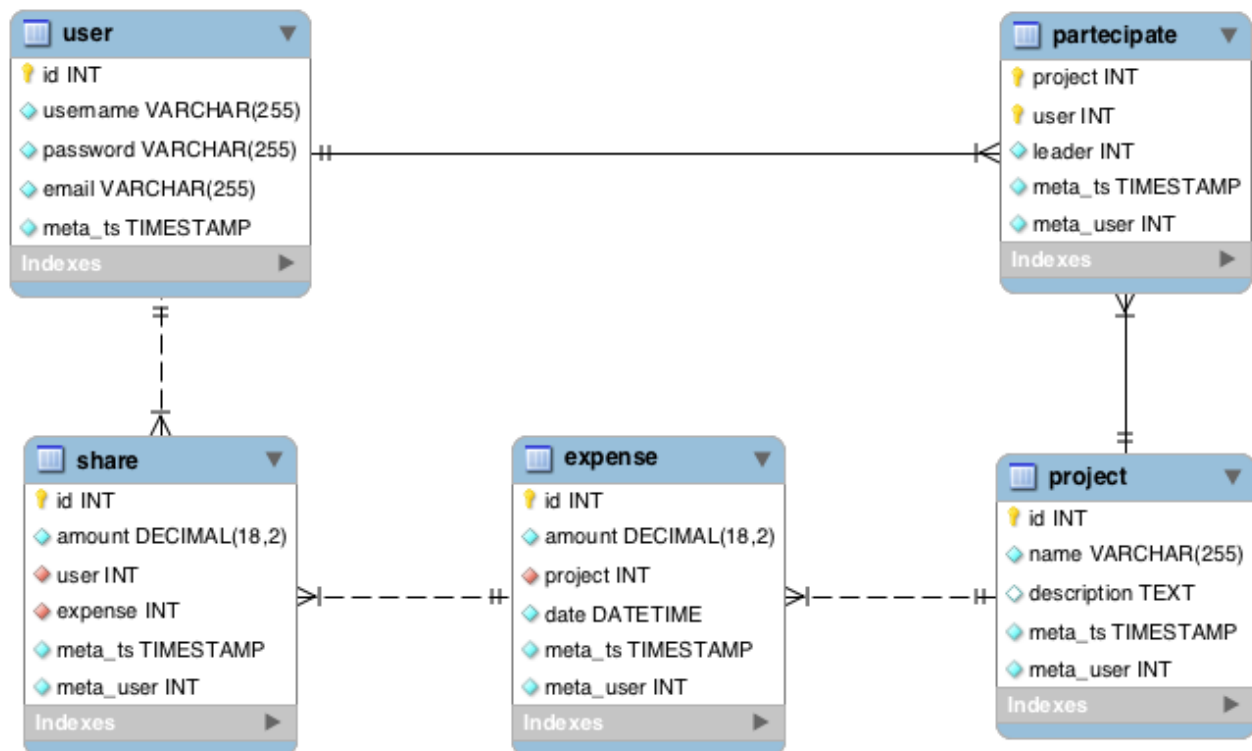 user
id INT
username VARCHAR(255)
password VARCHAR(255)
email VARCHAR(255)
meta_ts TIMESTAMP
Indexes
partecipate
project INT
user INT
leader INT
meta_ts TIMESTAMP
meta_user INT
Indexes
share
id INT
amount DECIMAL(18,2)
user INT
expense INT
meta_ts TIMESTAMP
meta_user INT
Indexes
expense
id INT
amount DECIMAL(18,2)
project INT
date DATETIME
meta_ts TIMESTAMP
meta_user INT
Indexes
project
id INT
name VARCHAR(255)
description TEXT
meta_ts TIMESTAMP
meta_user INT
Indexes